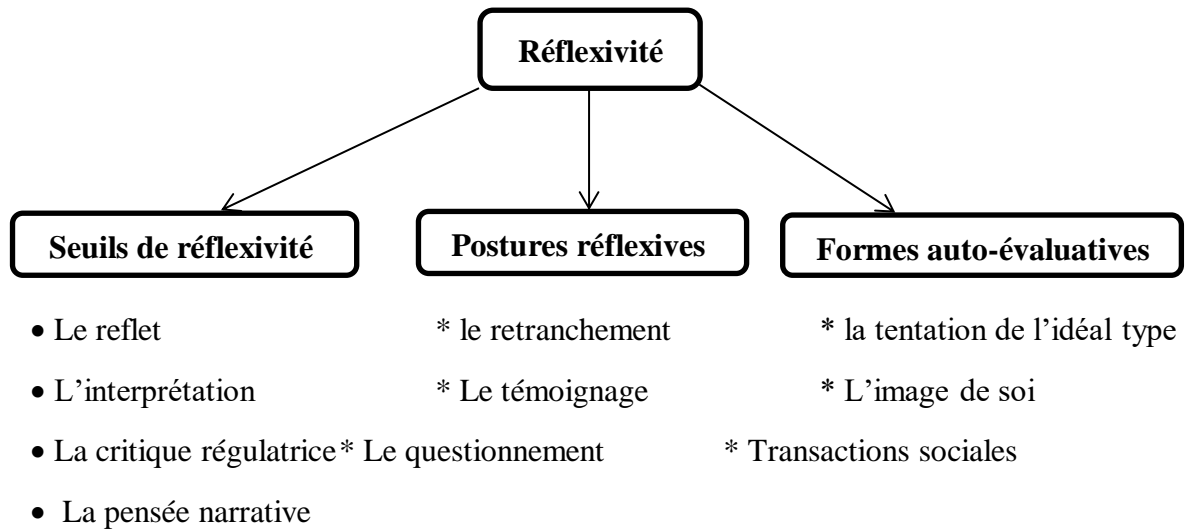 Réflexivité
Seuils de réflexivité
Postures réflexives
Formes auto-évaluatives
• Le reflet * le retranchement * la tentation de l’idéal type
• L’interprétation * Le témoignage * L’image de soi
• La critique régulatrice * Le questionnement * Transactions sociales
• La pensée narrative